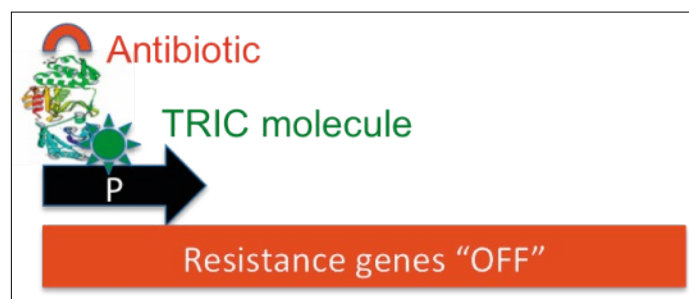 Antibiotic
TRIC molecule
P
Resistance genes “OFF”